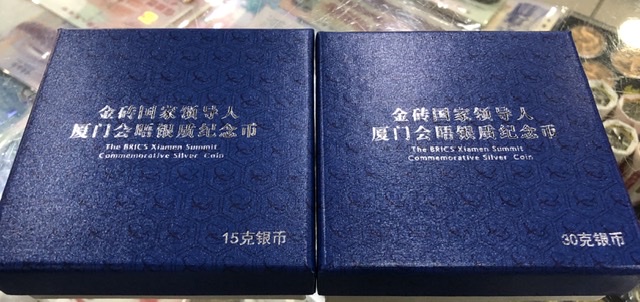 金砖国家领导人
厦门会晤银质纪念币
The BRICS Xiamen Summit
Commemorative Silver Coin
15克银币
金砖国家领导人
厦门会晤银质纪念币
The BRICS Xiamen Summit
Commemorative Silver Coin
30克银币